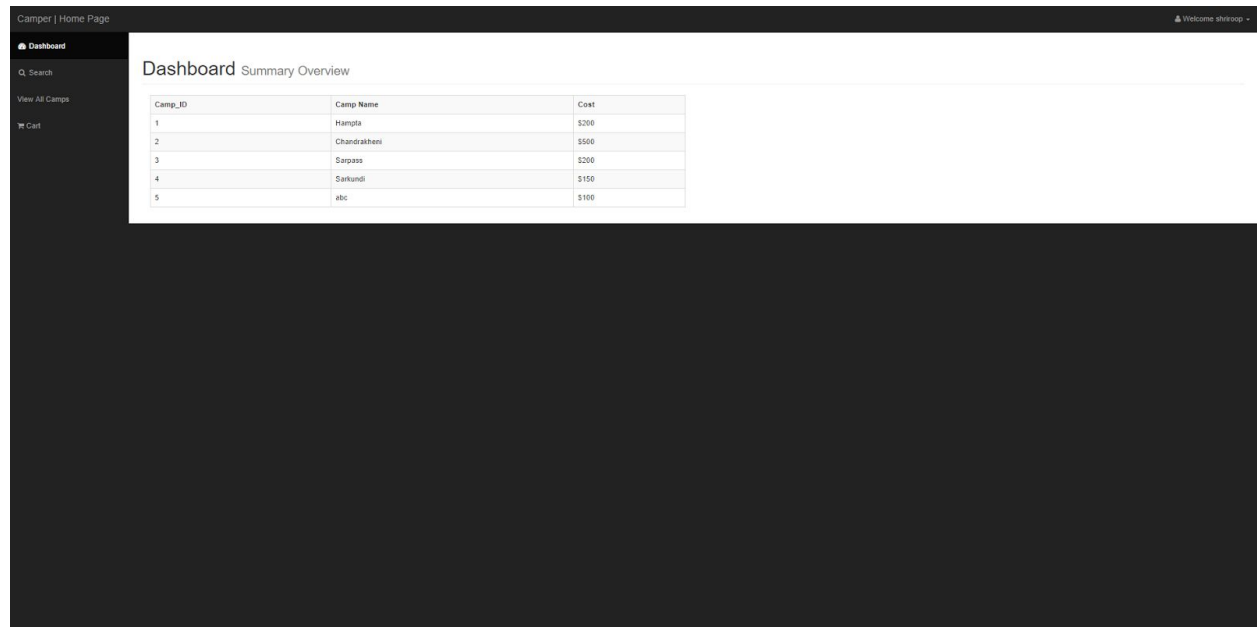 Camper | Home Page
Welcome shriroop
Dashboard
Search
View All Camps
Cart
Dashboard Summary Overview
Camp_ID Camp Name Cost
1 Hampta $200
2 Chandrakheni $500
3 Sarpass $200
4 Sarkundi $150
5 abc $100